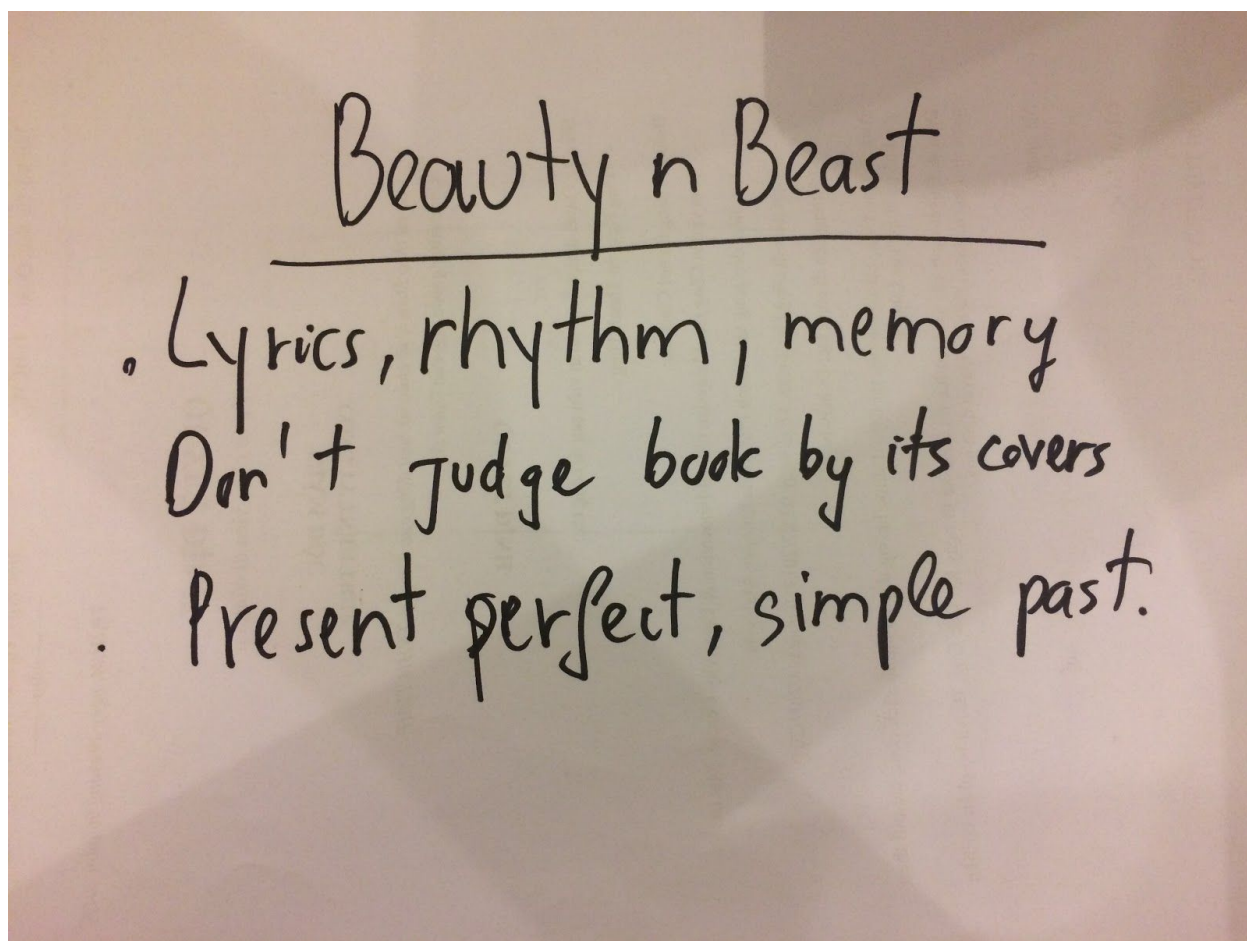 Beauty n Beast
. Lyrics, rhythm, memory
Don't Judge book by its covers
. Present perfect, simple past.